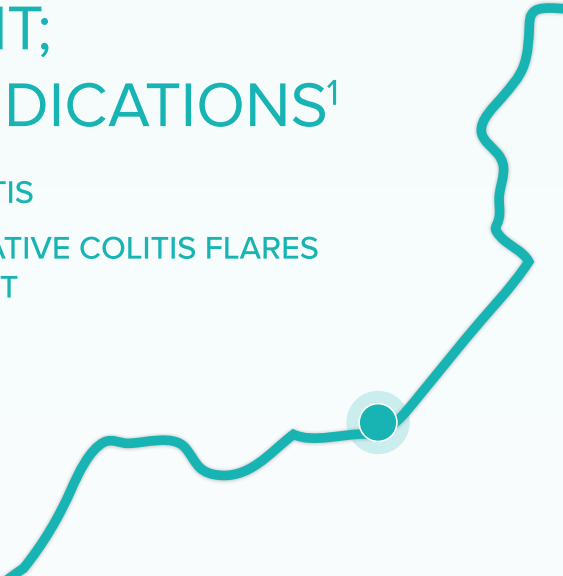 IT;
DICATIONS¹
TIS
ATIVE COLITIS FLARES
T